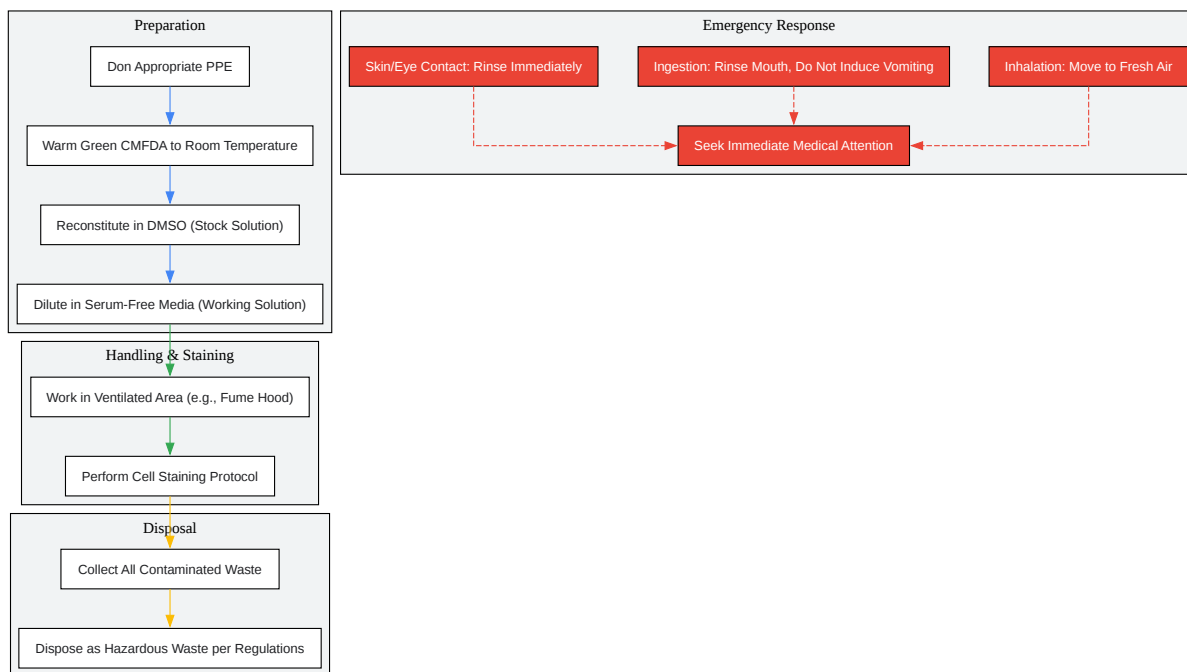 Preparation
Don Appropriate PPE
Warm Green CMFDA to Room Temperature
Reconstitute in DMSO (Stock Solution)
Dilute in Serum-Free Media (Working Solution)
Handling & Staining
Work in Ventilated Area (e.g., Fume Hood)
Perform Cell Staining Protocol
Disposal
Collect All Contaminated Waste
Dispose as Hazardous Waste per Regulations
Emergency Response
Skin/Eye Contact: Rinse Immediately
Ingestion: Rinse Mouth, Do Not Induce Vomiting
Inhalation: Move to Fresh Air
Seek Immediate Medical Attention